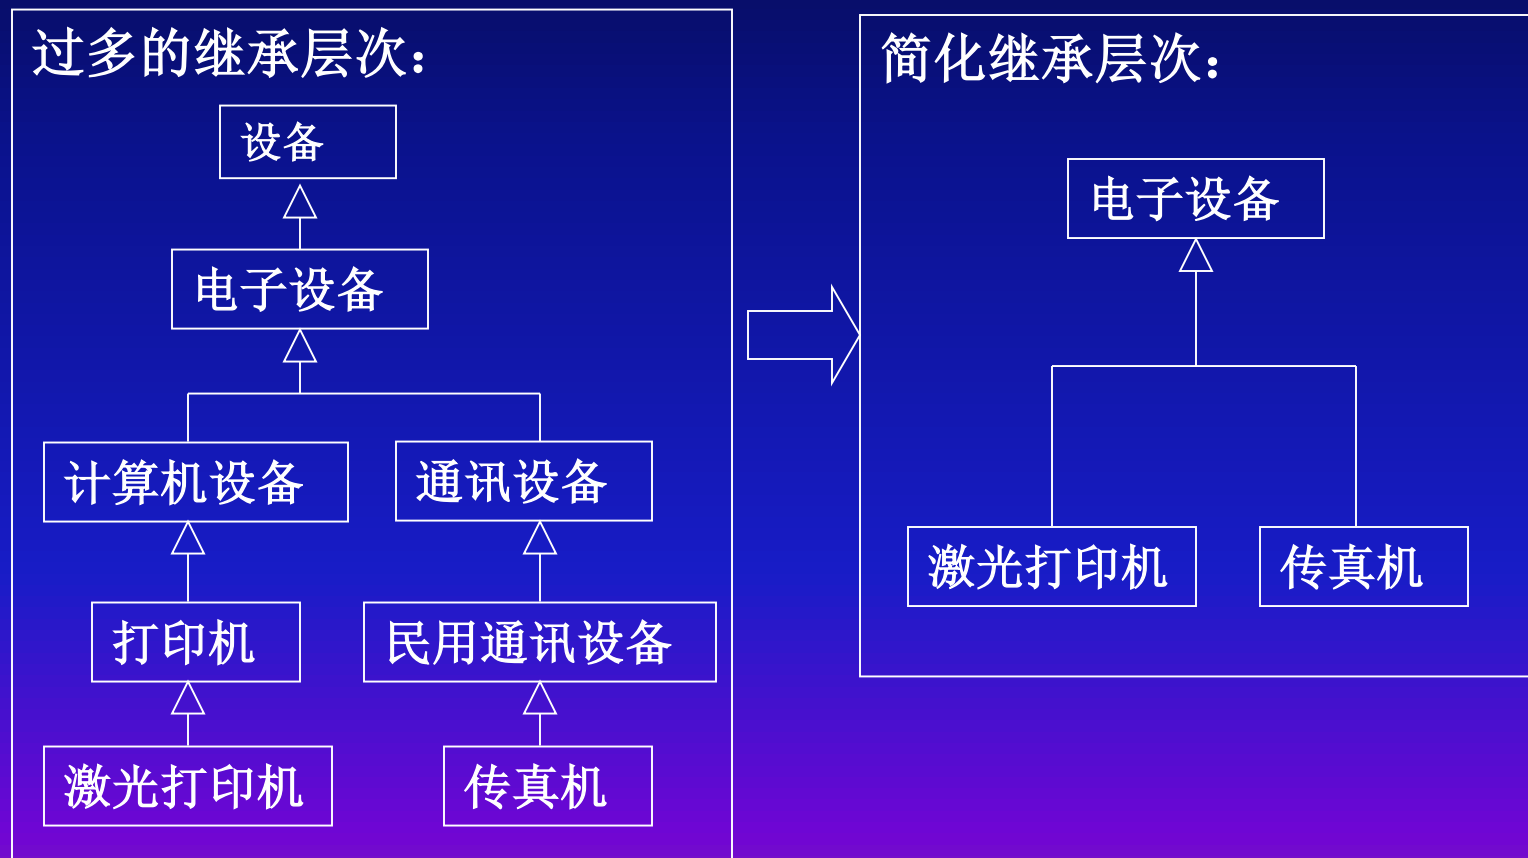 过多的继承层次：
设备
电子设备
计算机设备
通讯设备
打印机
民用通讯设备
激光打印机
传真机
简化继承层次：
电子设备
激光打印机
传真机